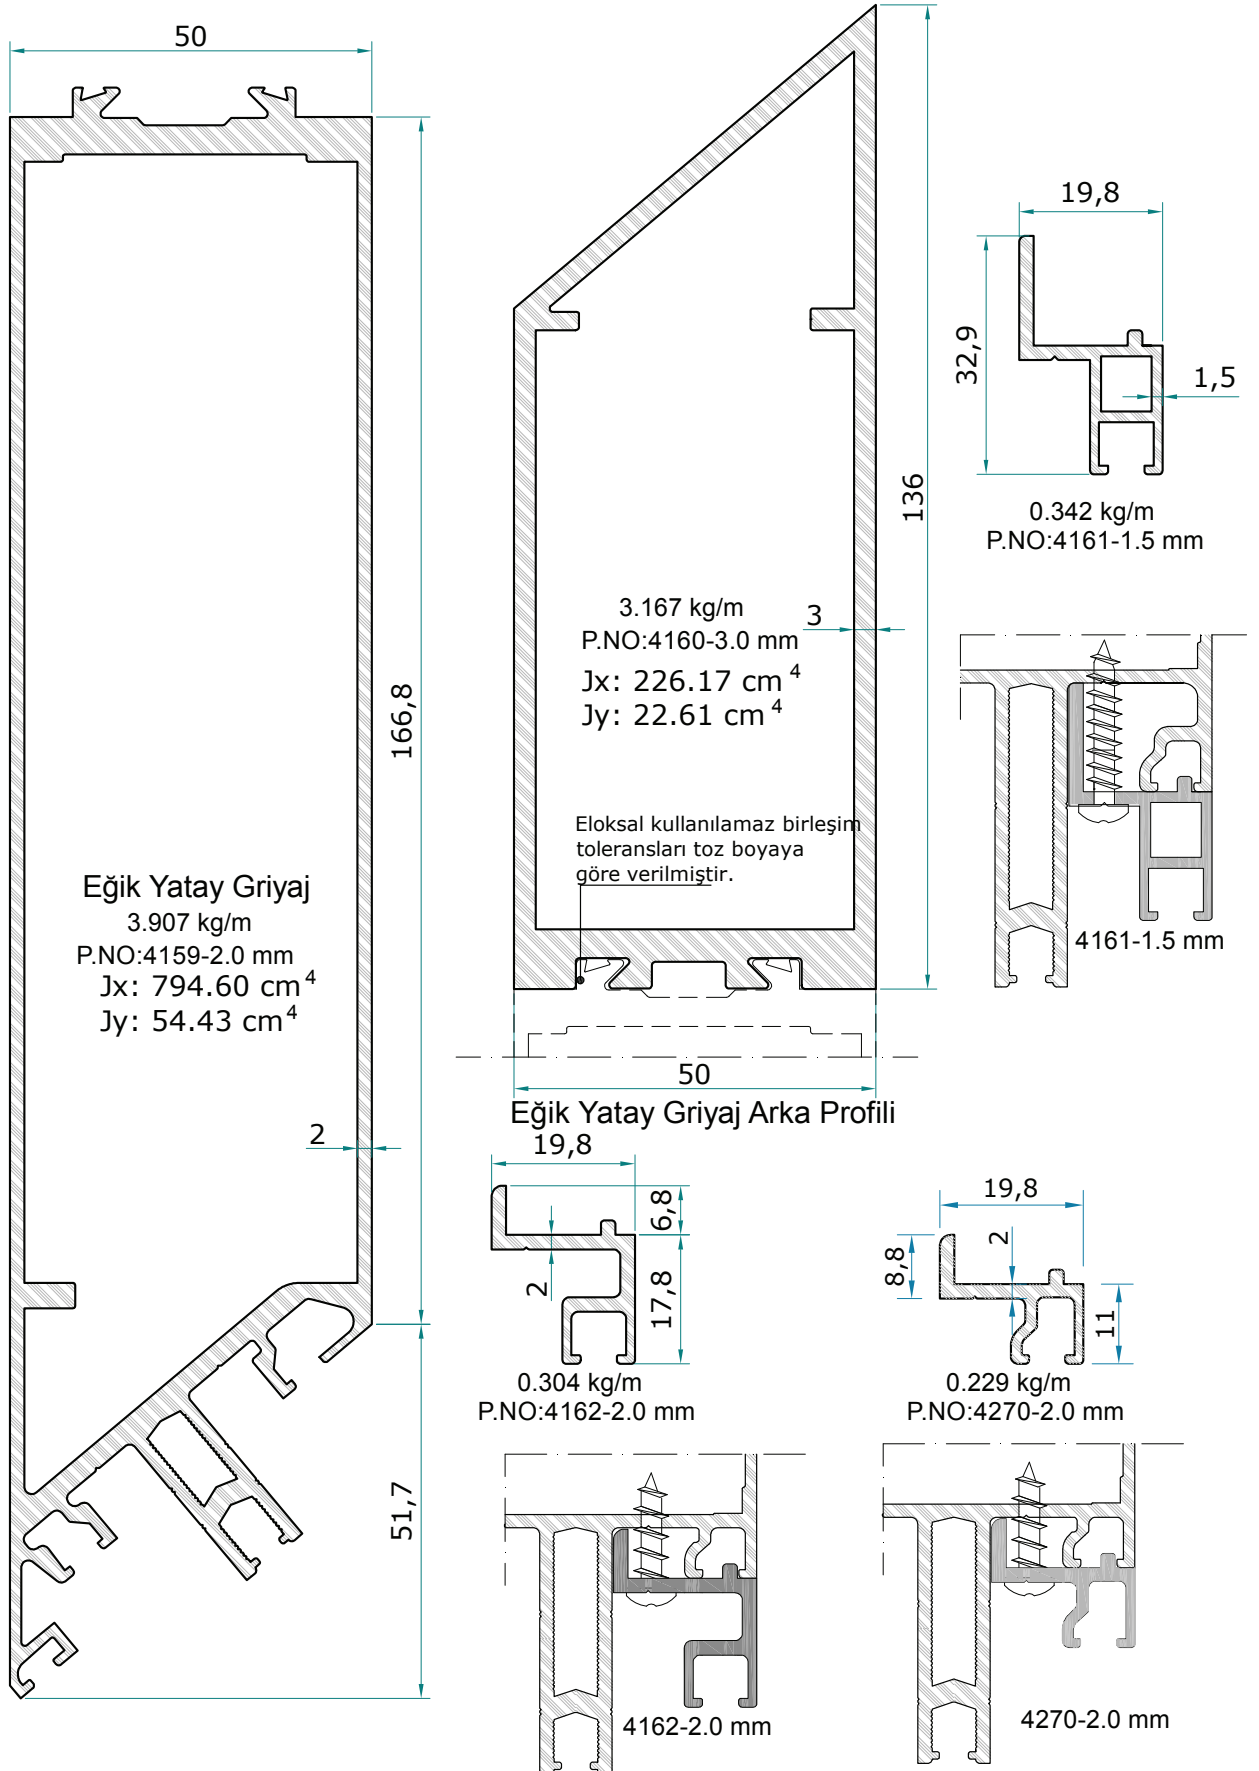 50
166,8
Eğik Yatay Griyaj
3.907 kg/m
P.NO:4159-2.0 mm
Jx: 794.60 cm⁴
Jy: 54.43 cm⁴
2
51,7
136
3.167 kg/m
P.NO:4160-3.0 mm
3
Jx: 226.17 cm⁴
Jy: 22.61 cm⁴
Eloksal kullanılamaz birleşim
toleransları toz boyaya
göre verilmiştir.
50
Eğik Yatay Griyaj Arka Profili
19,8
32,9
1,5
0.342 kg/m
P.NO:4161-1.5 mm
4161-1.5 mm
19,8
6,8
2
17,8
0.304 kg/m
P.NO:4162-2.0 mm
4162-2.0 mm
19,8
8,8
2
11
0.229 kg/m
P.NO:4270-2.0 mm
4270-2.0 mm